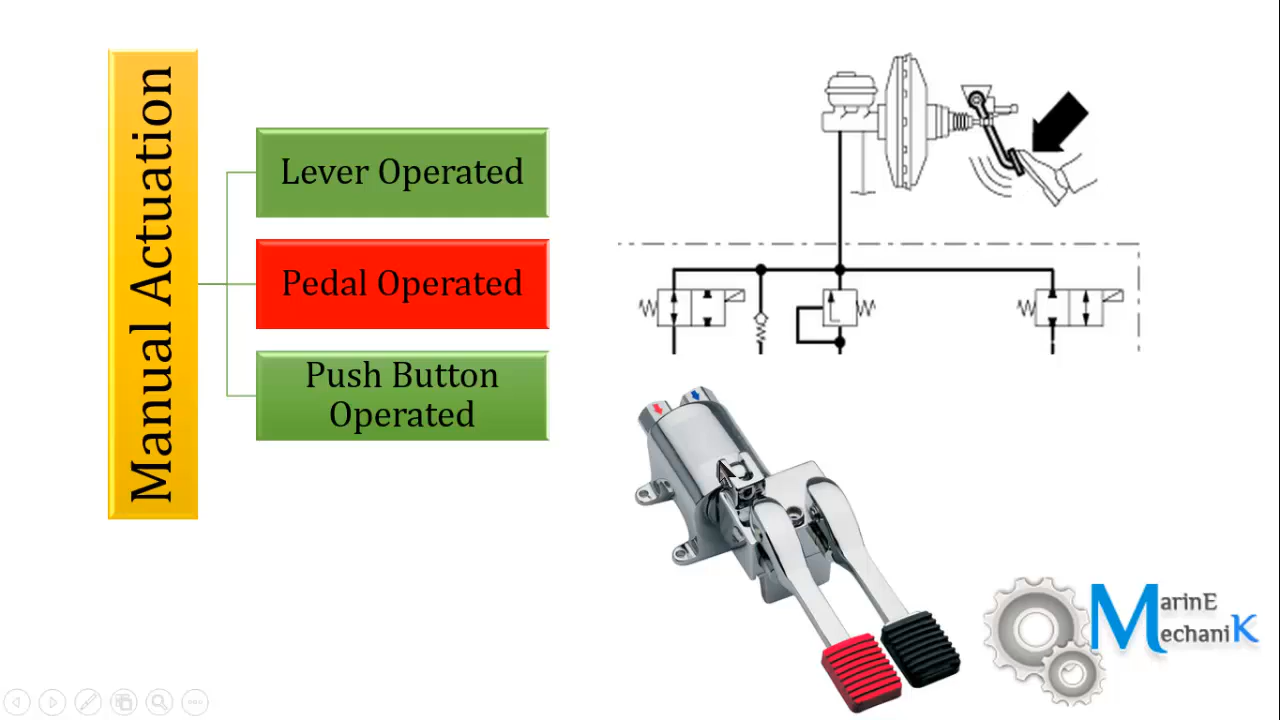 Manual Actuation
Lever Operated
Pedal Operated
Push Button
Operated
MarinE
MechaniK